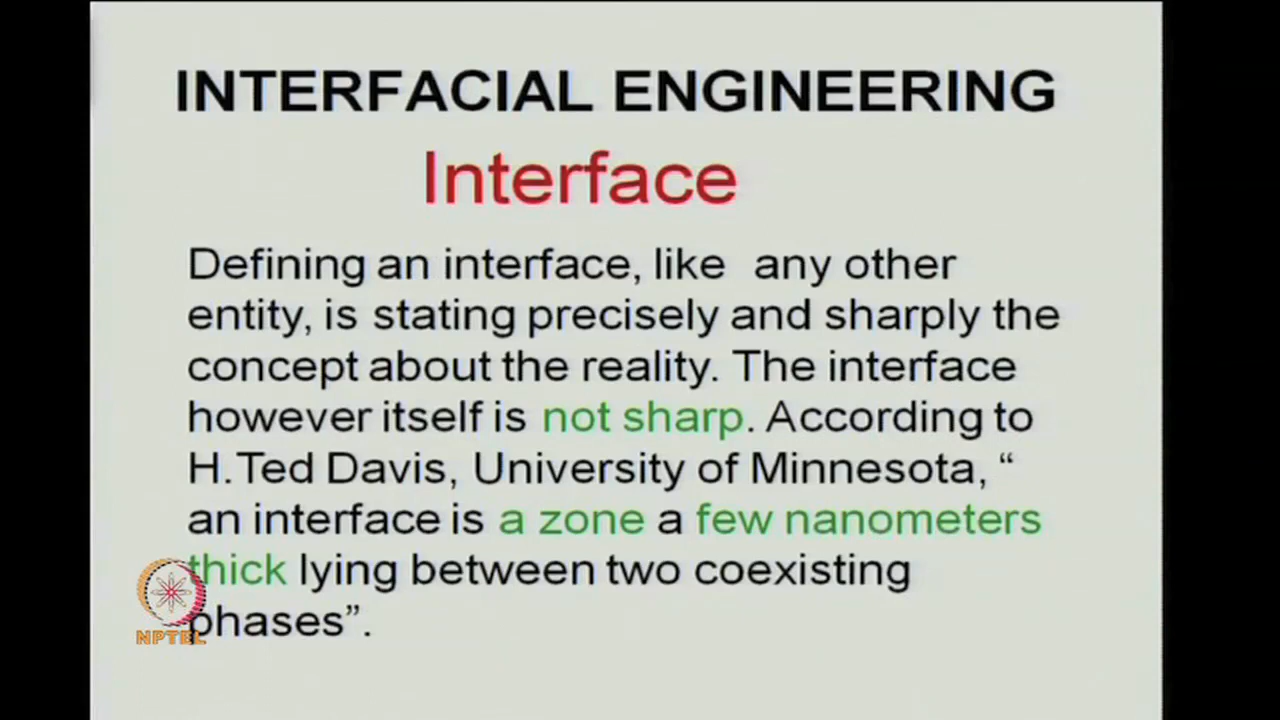 INTERFACIAL ENGINEERING
Interface
Defining an interface, like any other
entity, is stating precisely and sharply the
concept about the reality. The interface
however itself is not sharp. According to
H.Ted Davis, University of Minnesota, “
an interface is a zone a few nanometers
thick lying between two coexisting
phases”.
NPTEL